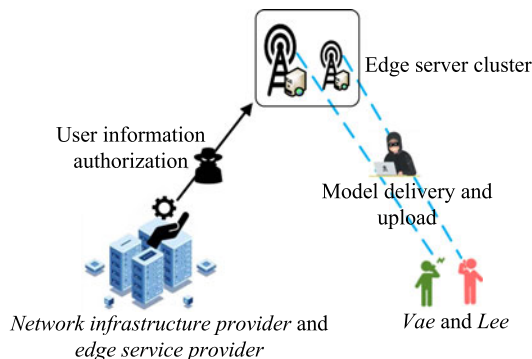 Edge server cluster
User information
authorization
Model delivery and
upload
Network infrastructure provider and
edge service provider
Vae and Lee